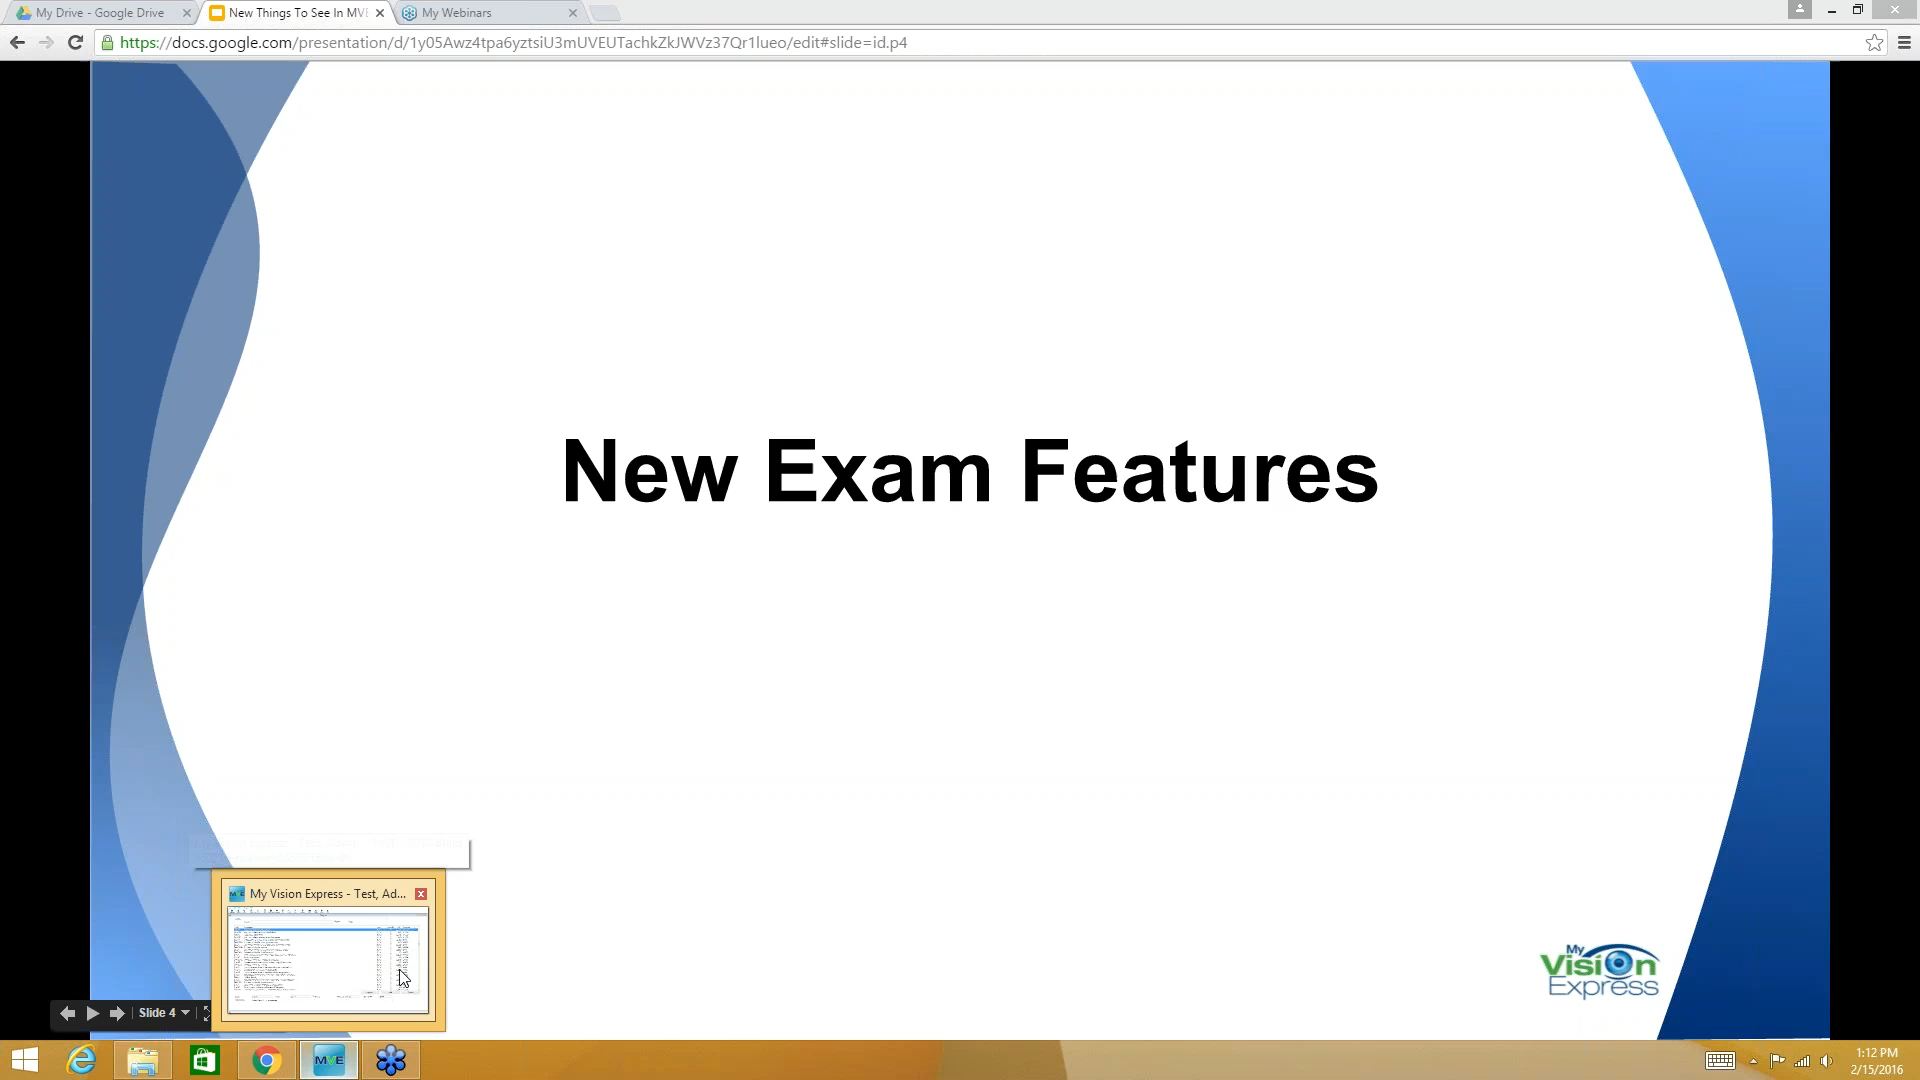 My Drive - Google Drive
New Things To See In MVE
My Webinars
https://docs.google.com/presentation/d/1y05Awz4tpa6yztsiU3mUVEUTachkZkJWVz37Qr1lueo/edit#slide=id.p4
New Exam Features
My
Vision
Express
My Vision Express - Test, Ad...
Slide 4
MVE
1:12 PM
2/15/2016